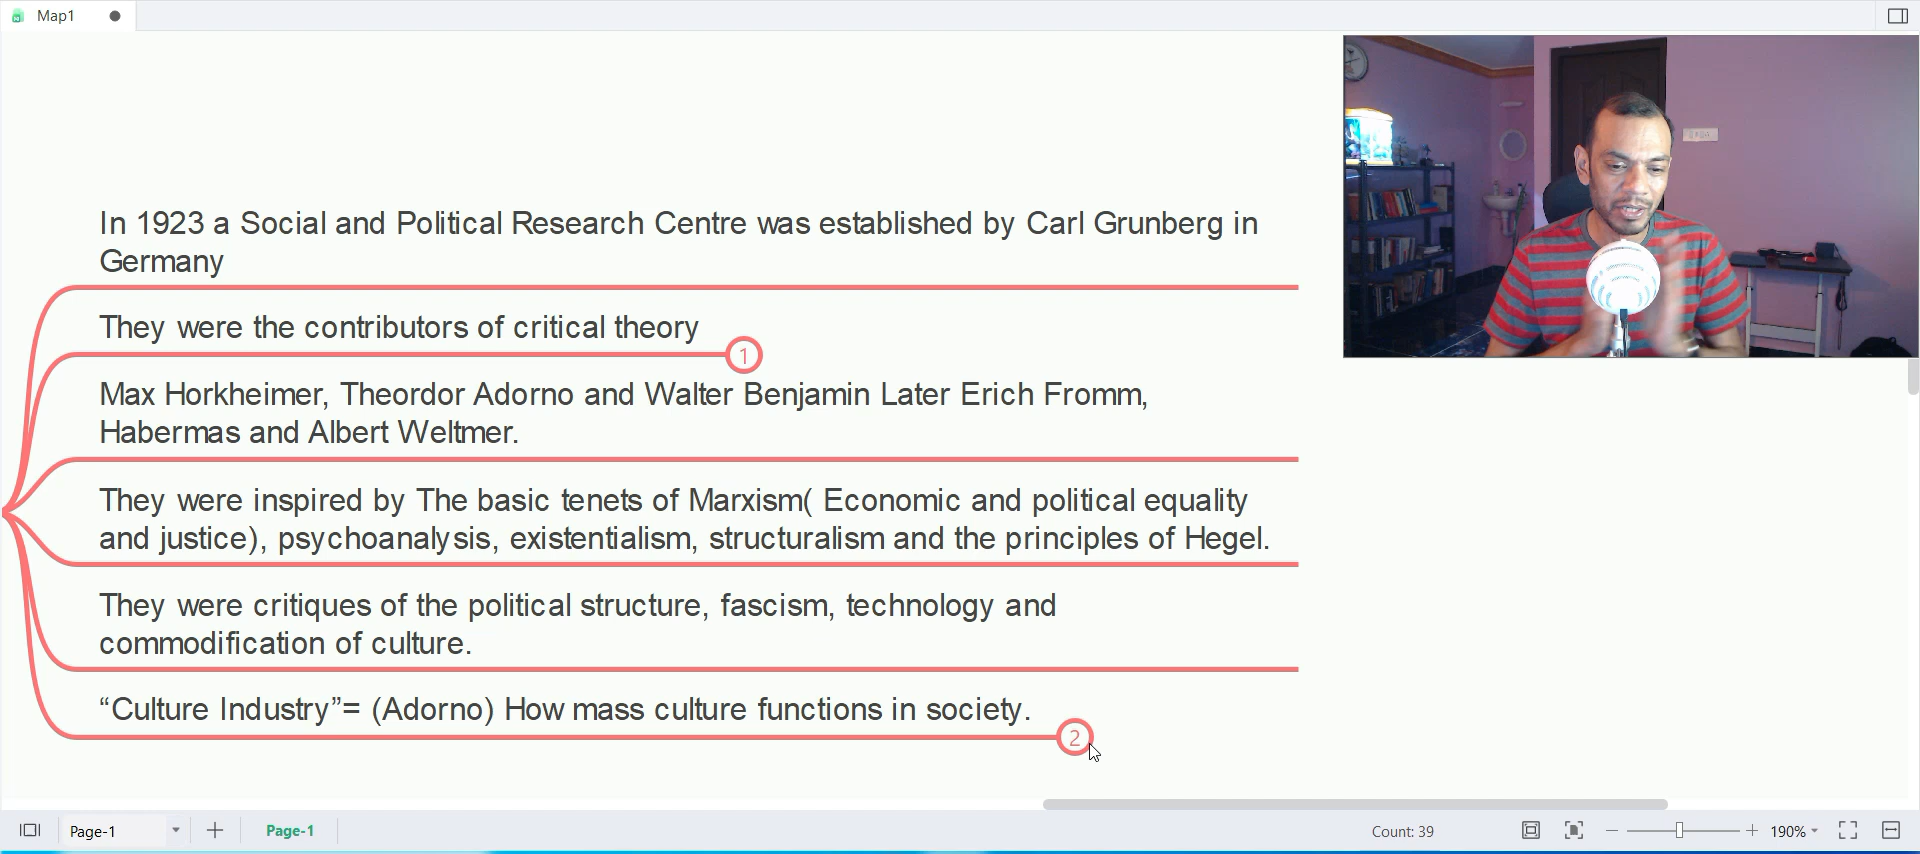 Map1
In 1923 a Social and Political Research Centre was established by Carl Grunberg in
Germany
They were the contributors of critical theory
1
Max Horkheimer, Theordor Adorno and Walter Benjamin Later Erich Fromm,
Habermas and Albert Weltmer.
They were inspired by The basic tenets of Marxism( Economic and political equality
and justice), psychoanalysis, existentialism, structuralism and the principles of Hegel.
They were critiques of the political structure, fascism, technology and
commodification of culture.
“Culture Industry”= (Adorno) How mass culture functions in society.
2
Page-1
Page-1
Count: 39
190%